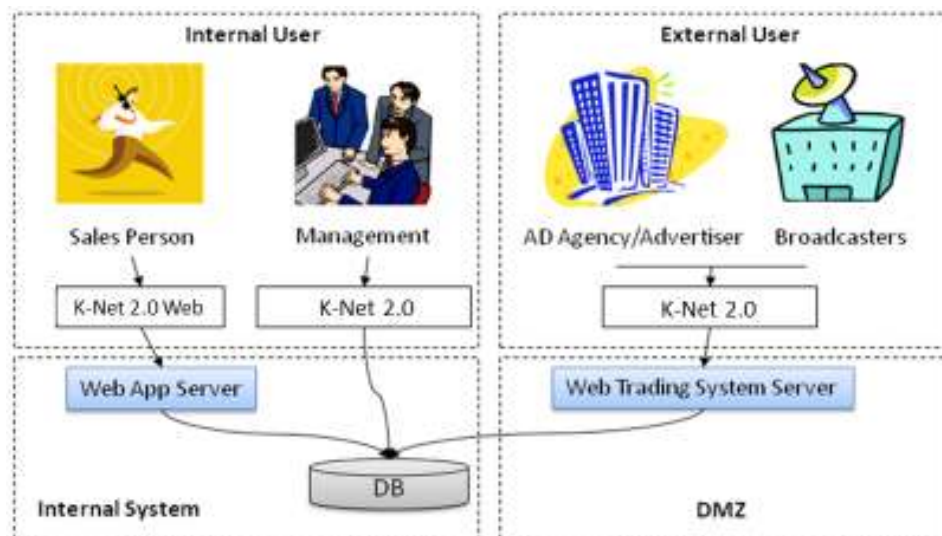 Internal User
External User
Sales Person
Management
AD Agency/Advertiser
Broadcasters
K-Net 2.0 Web
K-Net 2.0
K-Net 2.0
Web App Server
Web Trading System Server
DB
Internal System
DMZ